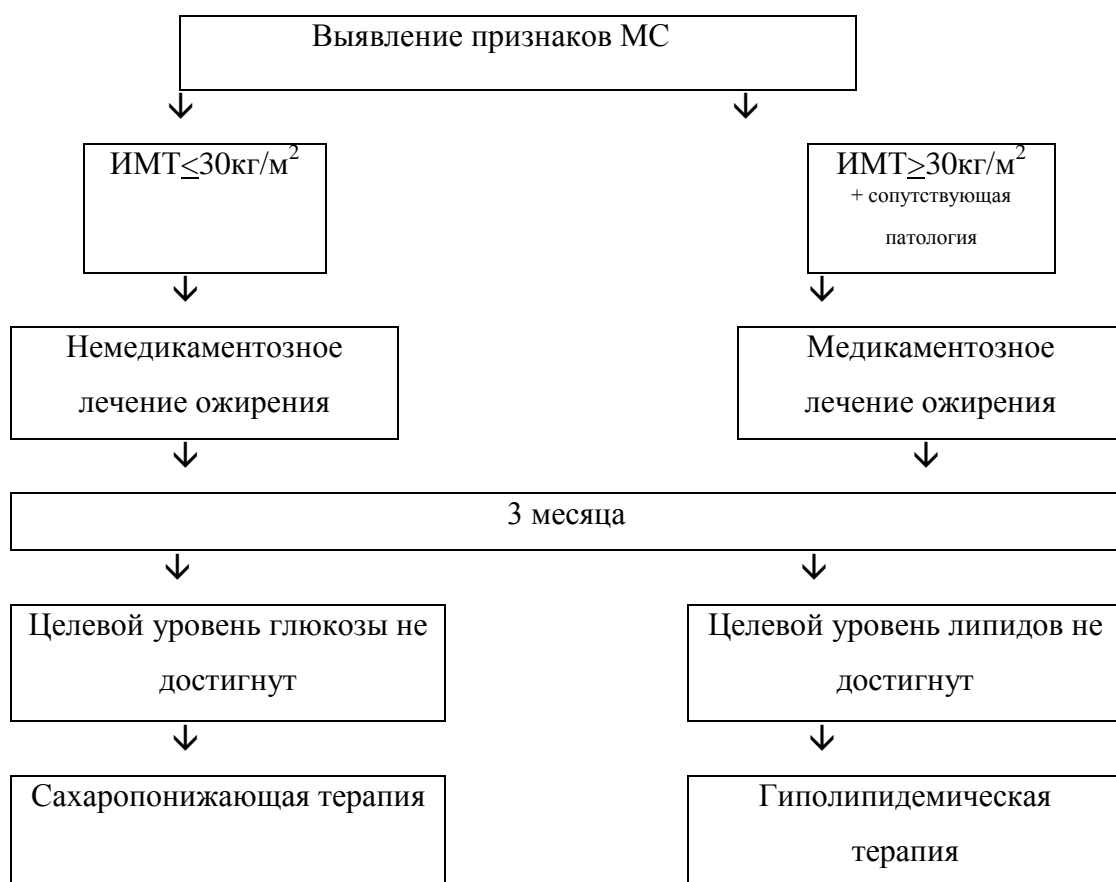 Выявление признаков МС
ИМТ≤30кг/м²
ИМТ≥30кг/м²
+ сопутствующая
патология
Немедикаментозное
лечение ожирения
Медикаментозное
лечение ожирения
3 месяца
Целевой уровень глюкозы не
достигнут
Целевой уровень липидов не
достигнут
Сахаропонижающая терапия
Гиполипидемическая
терапия